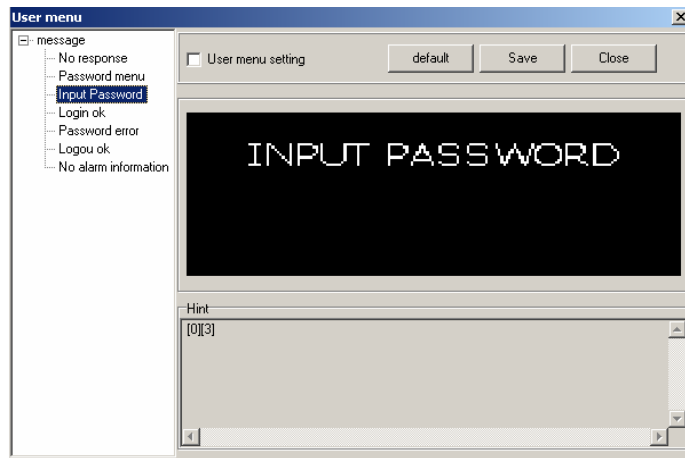 User menu
message
No response
Password menu
Input Password
Login ok
Password error
Logou ok
No alarm information
User menu setting
default
Save
Close
INPUT PASSWORD
Hint
[0][3]